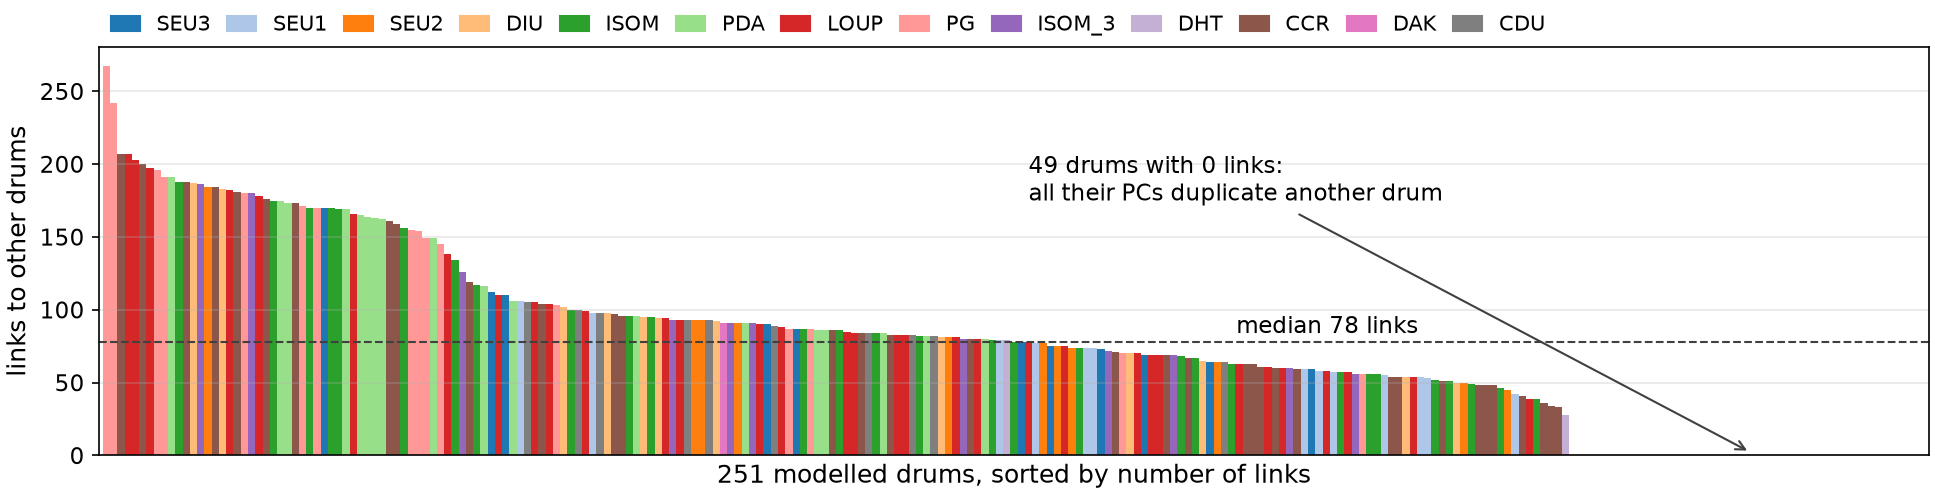 SEU3 SEU1 SEU2 DIU ISOM PDA LOUP PG ISOM_3 DHT CCR DAK CDU
links to other drums
250
200
150
100
50
0
49 drums with 0 links:
all their PCs duplicate another drum
median 78 links
251 modelled drums, sorted by number of links